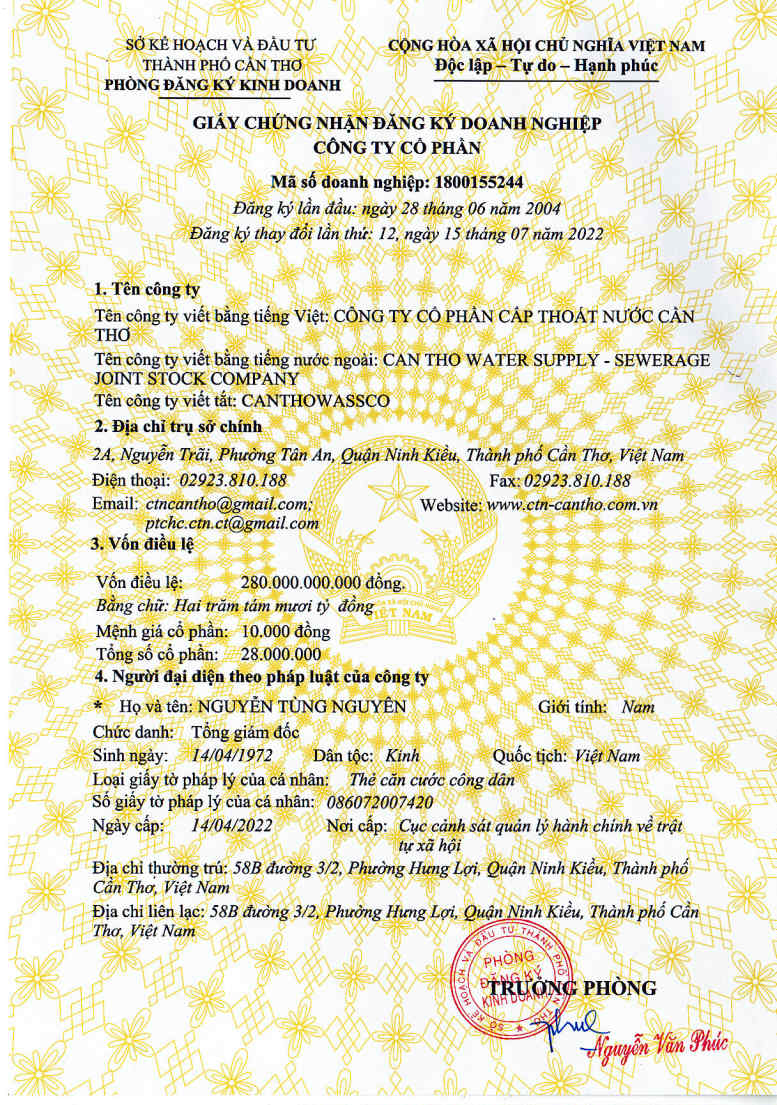 SỞ KẾ HOẠCH VÀ ĐẦU TƯ
THÀNH PHỐ CẦN THƠ
PHÒNG ĐĂNG KÝ KINH DOANH
CỘNG HÒA XÃ HỘI CHỦ NGHĨA VIỆT NAM
Độc lập – Tự do – Hạnh phúc
GIẤY CHỨNG NHẬN ĐĂNG KÝ DOANH NGHIỆP
CÔNG TY CỔ PHẦN
Mã số doanh nghiệp: 1800155244
Đăng ký lần đầu: ngày 28 tháng 06 năm 2004
Đăng ký thay đổi lần thứ: 12, ngày 15 tháng 07 năm 2022
1. Tên công ty
Tên công ty viết bằng tiếng Việt: CÔNG TY CỔ PHẦN CẤP THOÁT NƯỚC CẦN
THƠ
Tên công ty viết bằng tiếng nước ngoài: CAN THO WATER SUPPLY - SEWERAGE
JOINT STOCK COMPANY
Tên công ty viết tắt: CANTHOWASSCO
2. Địa chỉ trụ sở chính
2A, Nguyễn Trãi, Phường Tân An, Quận Ninh Kiều, Thành phố Cần Thơ, Việt Nam
Điện thoại: 02923.810.188 Fax: 02923.810.188
Email: ctncantho@gmail.com; Website: www.ctn-cantho.com.vn
ptchc.ctn.ct@gmail.com
3. Vốn điều lệ
Vốn điều lệ: 280.000.000.000 đồng.
Bằng chữ: Hai trăm tám mươi tỷ đồng
Mệnh giá cổ phần: 10.000 đồng
Tổng số cổ phần: 28.000.000
VIỆT NAM
4. Người đại diện theo pháp luật của công ty
* Họ và tên: NGUYỄN TÙNG NGUYÊN Giới tính: Nam
Chức danh: Tổng giám đốc
Sinh ngày: 14/04/1972 Dân tộc: Kinh Quốc tịch: Việt Nam
Loại giấy tờ pháp lý của cá nhân: Thẻ căn cước công dân
Số giấy tờ pháp lý của cá nhân: 086072007420
Ngày cấp: 14/04/2022 Nơi cấp: Cục cảnh sát quản lý hành chính về trật
tự xã hội
Địa chỉ thường trú: 58B đường 3/2, Phường Hưng Lợi, Quận Ninh Kiều, Thành phố
Cần Thơ, Việt Nam
Địa chỉ liên lạc: 58B đường 3/2, Phường Hưng Lợi, Quận Ninh Kiều, Thành phố Cần
Thơ, Việt Nam
SỞ KẾ HOẠCH VÀ ĐẦU TƯ THÀNH PHỐ CẦN THƠ
PHÒNG
ĐĂNG KÝ
KINH DOANH
TRƯỞNG PHÒNG
Nguyễn Văn Phúc